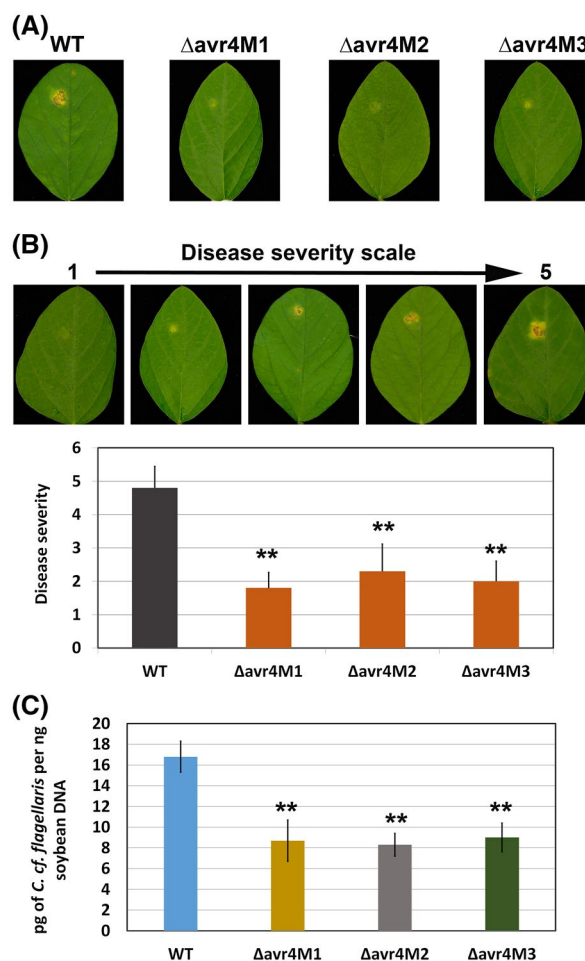 (A)
WT Δavr4M1 Δavr4M2 Δavr4M3
(B)
Disease severity scale
1 5
Disease severity
6
5
4
3
2
1
0
** ** **
WT Δavr4M1 Δavr4M2 Δavr4M3
(C)
pg of C. cf. flagellaris per ng
soybean DNA
20
18
16
14
12
10
8
6
4
2
0
** ** **
WT Δavr4M1 Δavr4M2 Δavr4M3